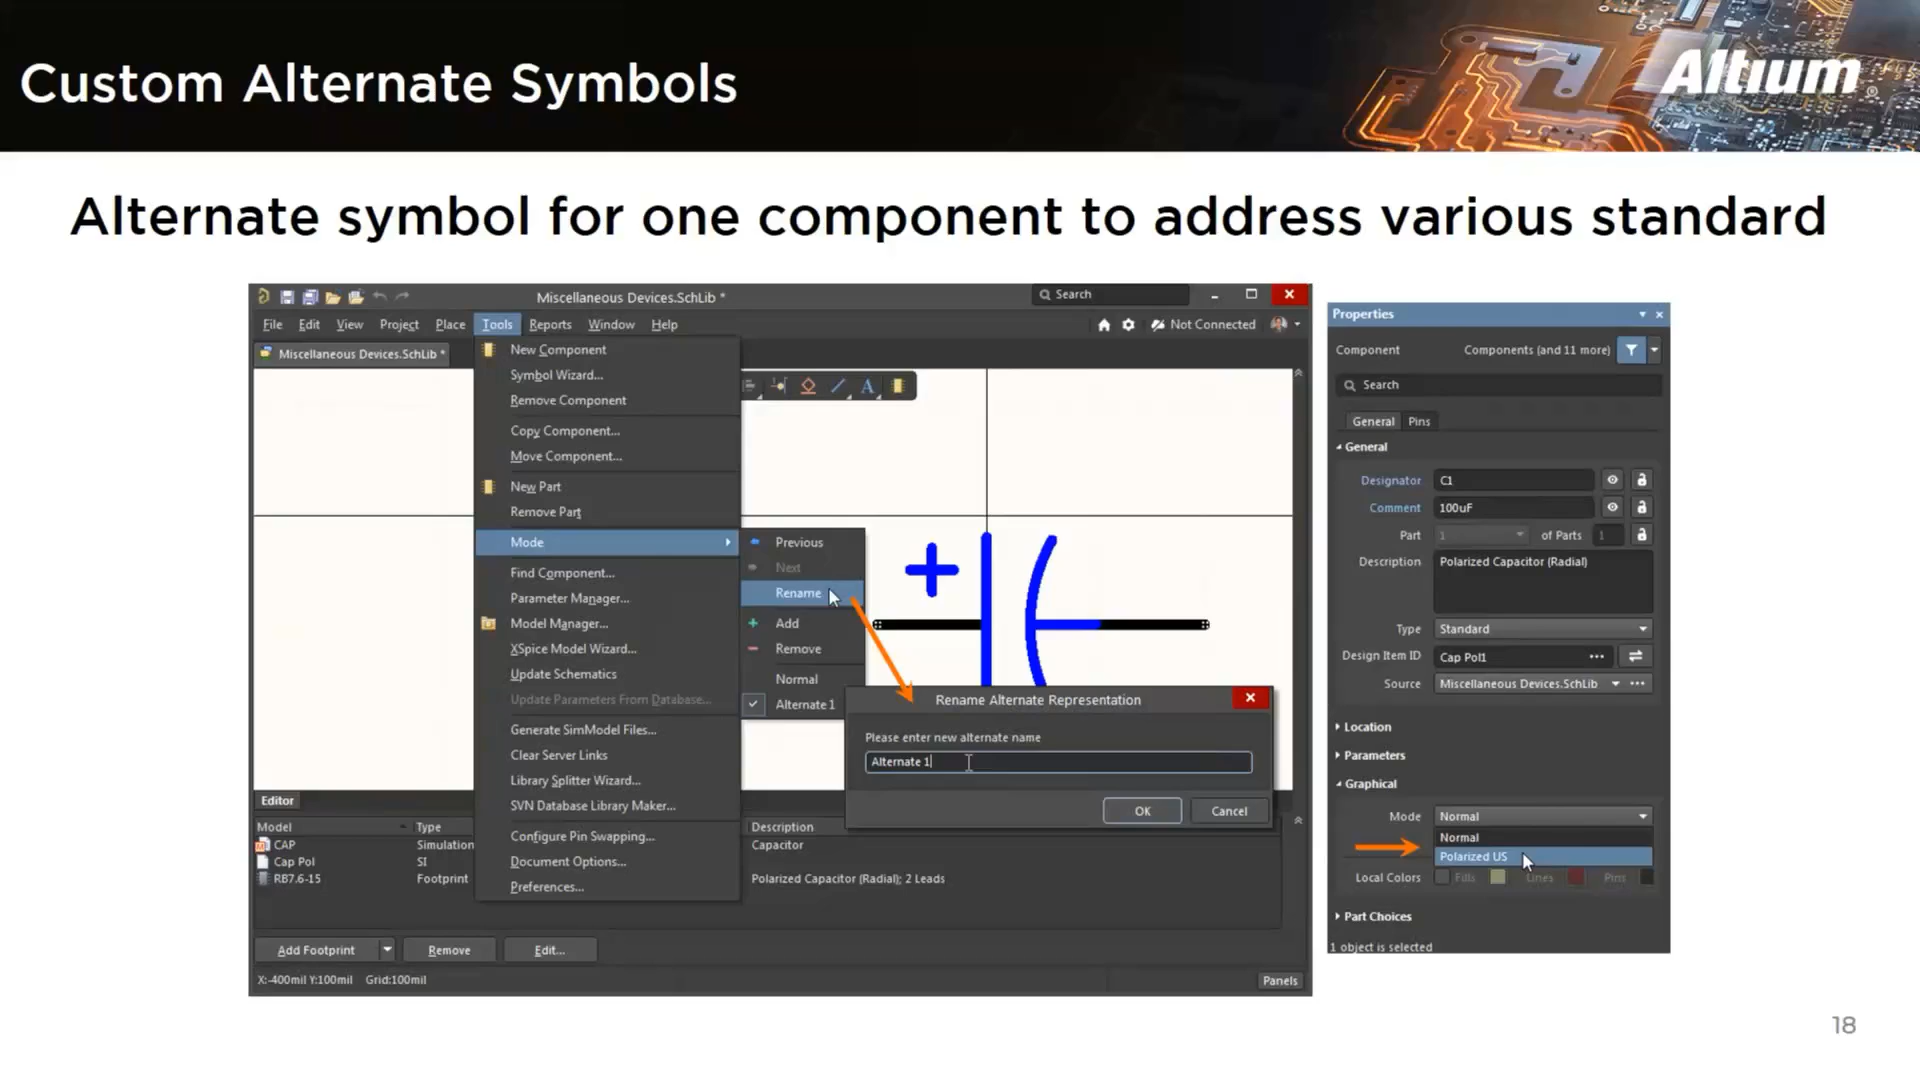 Custom Alternate Symbols
Altium®
Alternate symbol for one component to address various standard
Miscellaneous Devices.SchLib *
Search
File Edit View Project Place Tools Reports Window Help
Not Connected
Miscellaneous Devices.SchLib *
New Component
Symbol Wizard...
Remove Component
Copy Component...
Move Component...
New Part
Remove Part
Mode
Find Component...
Parameter Manager...
Model Manager...
XSpice Model Wizard...
Update Schematics
Update Parameters From Database...
Generate SimModel Files...
Clear Server Links
Library Splitter Wizard...
SVN Database Library Maker...
Configure Pin Swapping...
Document Options...
Preferences...
Previous
Next
Rename
Add
Remove
Normal
Alternate 1
Rename Alternate Representation
Please enter new alternate name
Alternate 1
OK Cancel
Editor
Model Type Description
CAP Simulation Capacitor
Cap Pol SI
RB7.6-15 Footprint Polarized Capacitor (Radial); 2 Leads
Add Footprint Remove Edit...
X:-400mil Y:100mil Grid:100mil
Panels
Properties
Component Components (and 11 more)
Search
General Pins
General
Designator C1
Comment 100uF
Part 1 of Parts 1
Description Polarized Capacitor (Radial)
Type Standard
Design Item ID Cap Pol1
Source Miscellaneous Devices.SchLib
Location
Parameters
Graphical
Mode Normal
Normal
Polarized US
Local Colors Fills Lines Pins
Part Choices
1 object is selected
18